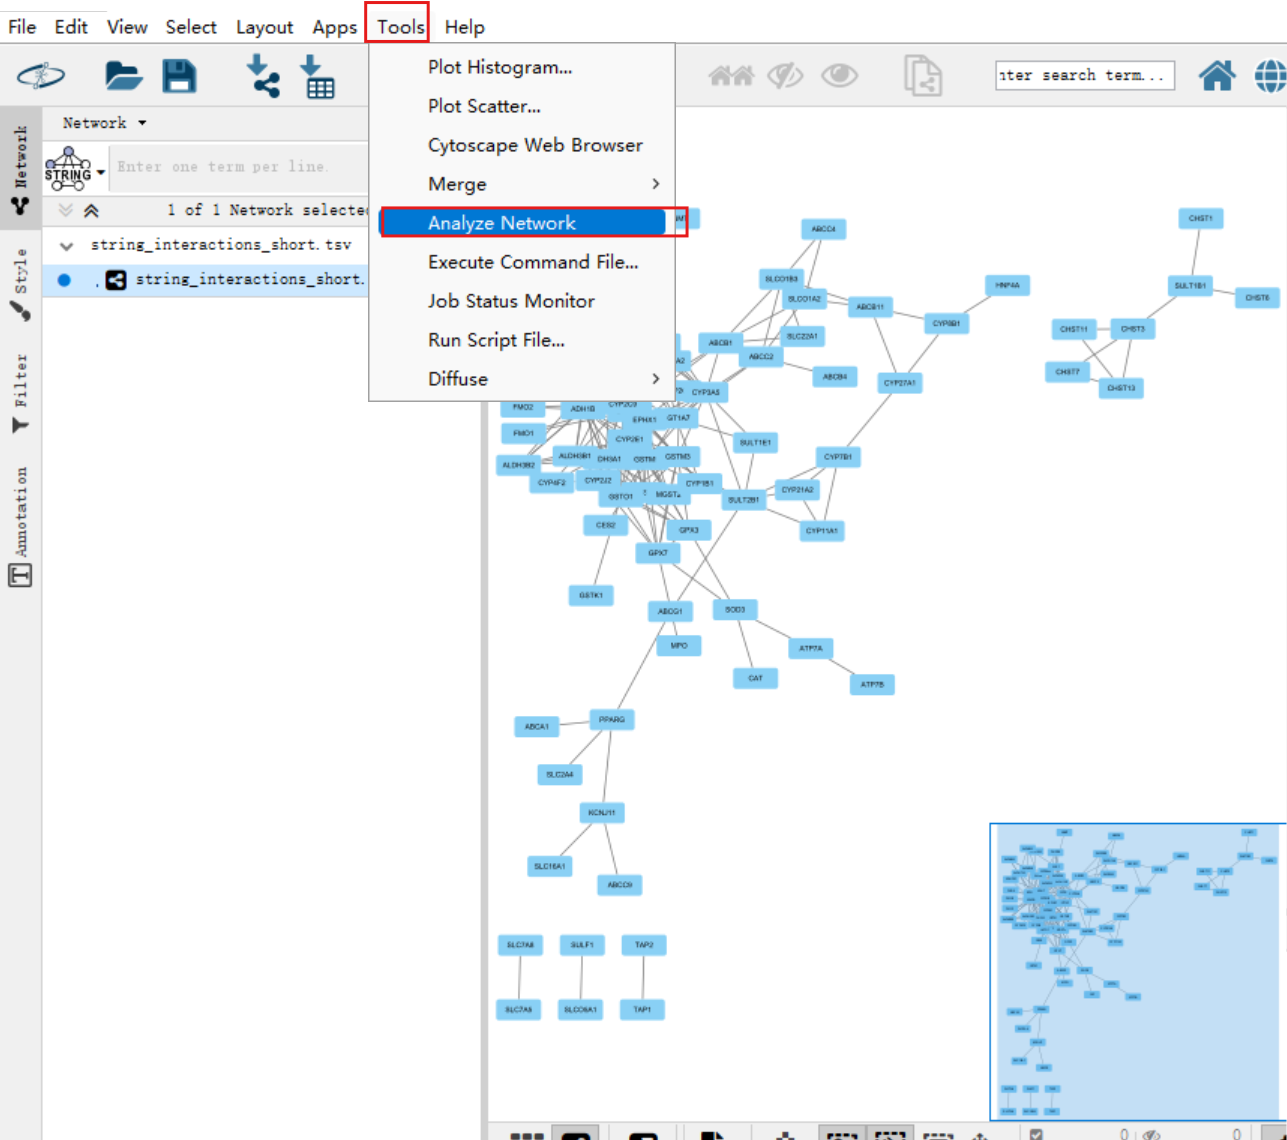 File Edit View Select Layout Apps Tools Help
Plot Histogram...
Plot Scatter...
Cytoscape Web Browser
Merge
Analyze Network
Execute Command File...
Job Status Monitor
Run Script File...
Diffuse
nter search term...
Network
Style
Filter
Annotation
Network
STRING
Enter one term per line.
1 of 1 Network selecte
string_interactions_short.tsv
string_interactions_short.
ABCC4
CHST1
SLCO1B3
SLCO1A2
ABCB11
HNF4A
SULT1B1
CHST6
CYP8B1
CHST11
CHST3
ABCB1
SLC22A1
ABCC2
ABCB4
CYP27A1
CHST7
CHST13
CYP3A5
FMO2
ADH1B
CYP2C9
EPHX1
GT1A7
FMO1
CYP2E1
SULT1E1
ALDH3B2
ALDH3B1
DH3A1
GSTM
GSTM3
CYP7B1
CYP4F2
CYP2J2
CYP1B1
GSTO1
MGST2
SULT2B1
CYP21A2
CES2
GPX3
CYP11A1
GPX7
GSTK1
ABCG1
SOD3
MPO
ATP7A
CAT
ATP7B
ABCA1
PPARG
SLC2A4
KCNJ11
SLC16A1
ABCC9
SLC7A8
SULF1
TAP2
SLC7A5
SLCO6A1
TAP1
0
0